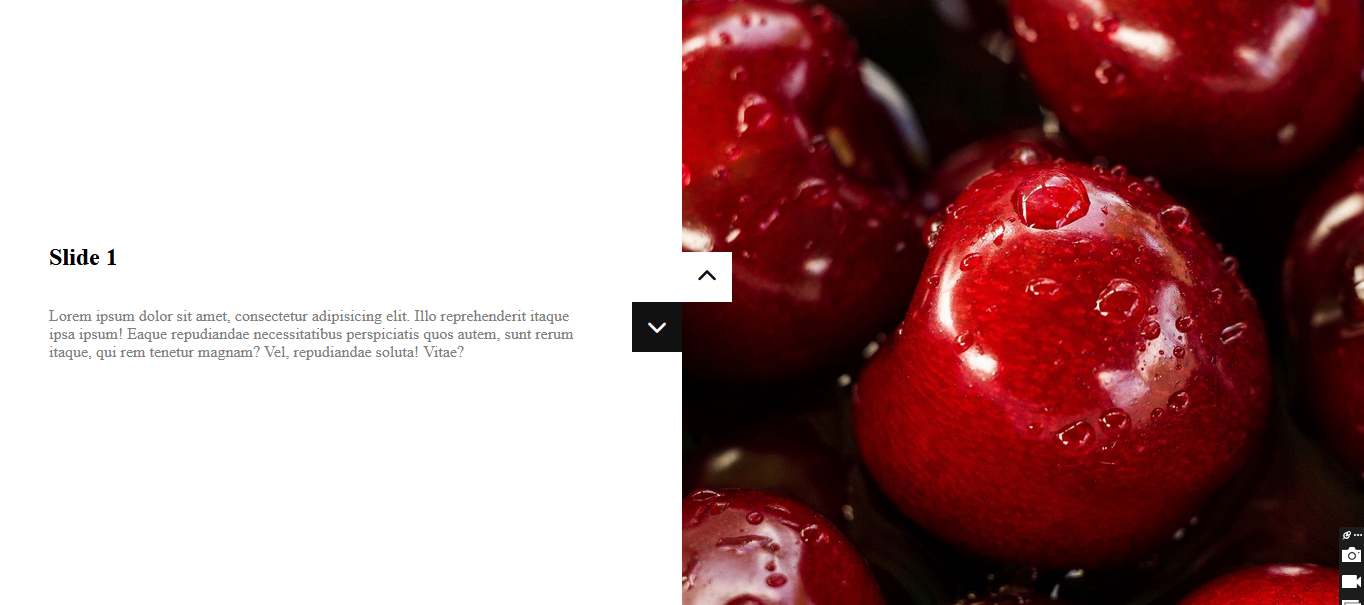 Slide 1
Lorem ipsum dolor sit amet, consectetur adipisicing elit. Illo reprehenderit itaque
ipsa ipsum! Eaque repudiandae necessitatibus perspiciatis quos autem, sunt rerum
itaque, qui rem tenetur magnam? Vel, repudiandae soluta! Vitae?